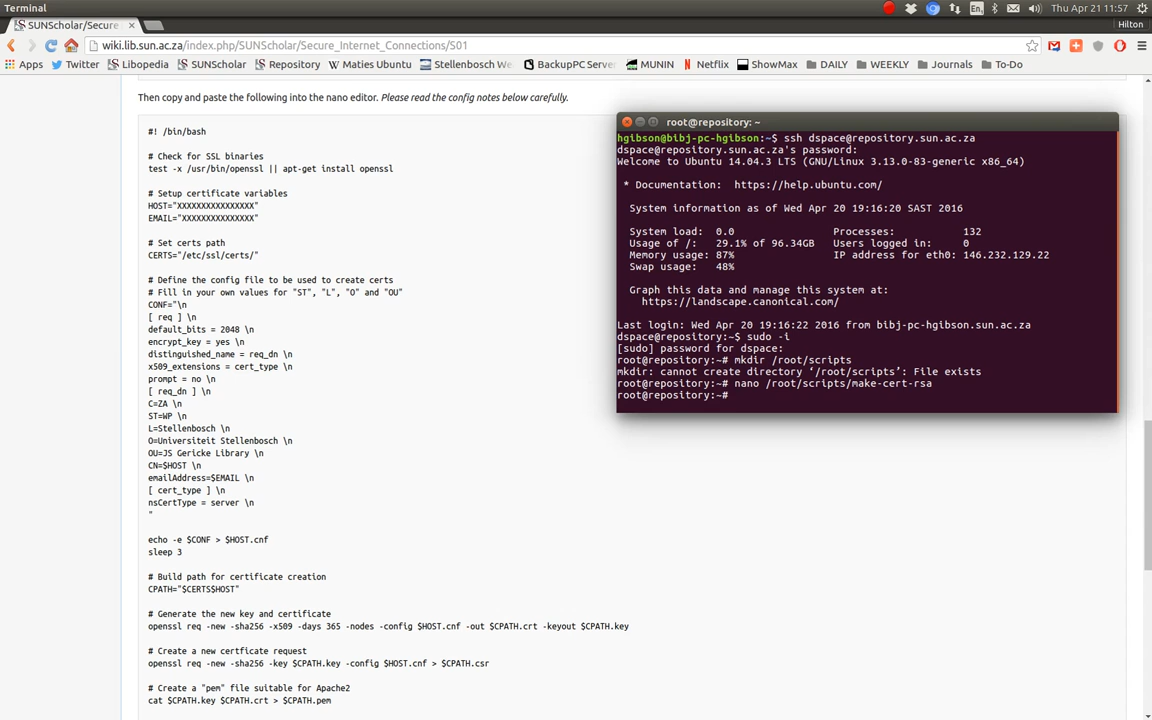 Terminal
En
Thu Apr 21 11:57
SUNScholar/Secure
Hilton
wiki.lib.sun.ac.za/index.php/SUNScholar/Secure_Internet_Connections/S01
Apps
Twitter
Libopedia
SUNScholar
Repository
Maties Ubuntu
Stellenbosch We
BackupPC Server
MUNIN
Netflix
ShowMax
DAILY
WEEKLY
Journals
To-Do
Then copy and paste the following into the nano editor. Please read the config notes below carefully.
#! /bin/bash
# Check for SSL binaries
test -x /usr/bin/openssl || apt-get install openssl
# Setup certificate variables
HOST="XXXXXXXXXXXXXXXX"
EMAIL="XXXXXXXXXXXXXXX"
# Set certs path
CERTS="/etc/ssl/certs/"
# Define the config file to be used to create certs
# Fill in your own values for "ST", "L", "O" and "OU"
CONF="\n
[ req ] \n
default_bits = 2048 \n
encrypt_key = yes \n
distinguished_name = req_dn \n
x509_extensions = cert_type \n
prompt = no \n
[ req_dn ] \n
C=ZA \n
ST=WP \n
L=Stellenbosch \n
O=Universiteit Stellenbosch \n
OU=JS Gericke Library \n
CN=$HOST \n
emailAddress=$EMAIL \n
[ cert_type ] \n
nsCertType = server \n
"
echo -e $CONF > $HOST.cnf
sleep 3
# Build path for certificate creation
CPATH="$CERTS$HOST"
# Generate the new key and certificate
openssl req -new -sha256 -x509 -days 365 -nodes -config $HOST.cnf -out $CPATH.crt -keyout $CPATH.key
# Create a new certficate request
openssl req -new -sha256 -key $CPATH.key -config $HOST.cnf > $CPATH.csr
# Create a "pem" file suitable for Apache2
cat $CPATH.key $CPATH.crt > $CPATH.pem
root@repository: ~
hgibson@bibj-pc-hgibson:~$ ssh dspace@repository.sun.ac.za
dspace@repository.sun.ac.za's password:
Welcome to Ubuntu 14.04.3 LTS (GNU/Linux 3.13.0-83-generic x86_64)
* Documentation:  https://help.ubuntu.com/
System information as of Wed Apr 20 19:16:20 SAST 2016
System load:  0.0 Processes: 132
Usage of /: 29.1% of 96.34GB Users logged in: 0
Memory usage: 87% IP address for eth0: 146.232.129.22
Swap usage: 48%
Graph this data and manage this system at:
https://landscape.canonical.com/
Last login: Wed Apr 20 19:16:22 2016 from bibj-pc-hgibson.sun.ac.za
dspace@repository:~$ sudo -i
[sudo] password for dspace:
root@repository:~# mkdir /root/scripts
mkdir: cannot create directory ‘/root/scripts’: File exists
root@repository:~# nano /root/scripts/make-cert-rsa
root@repository:~#